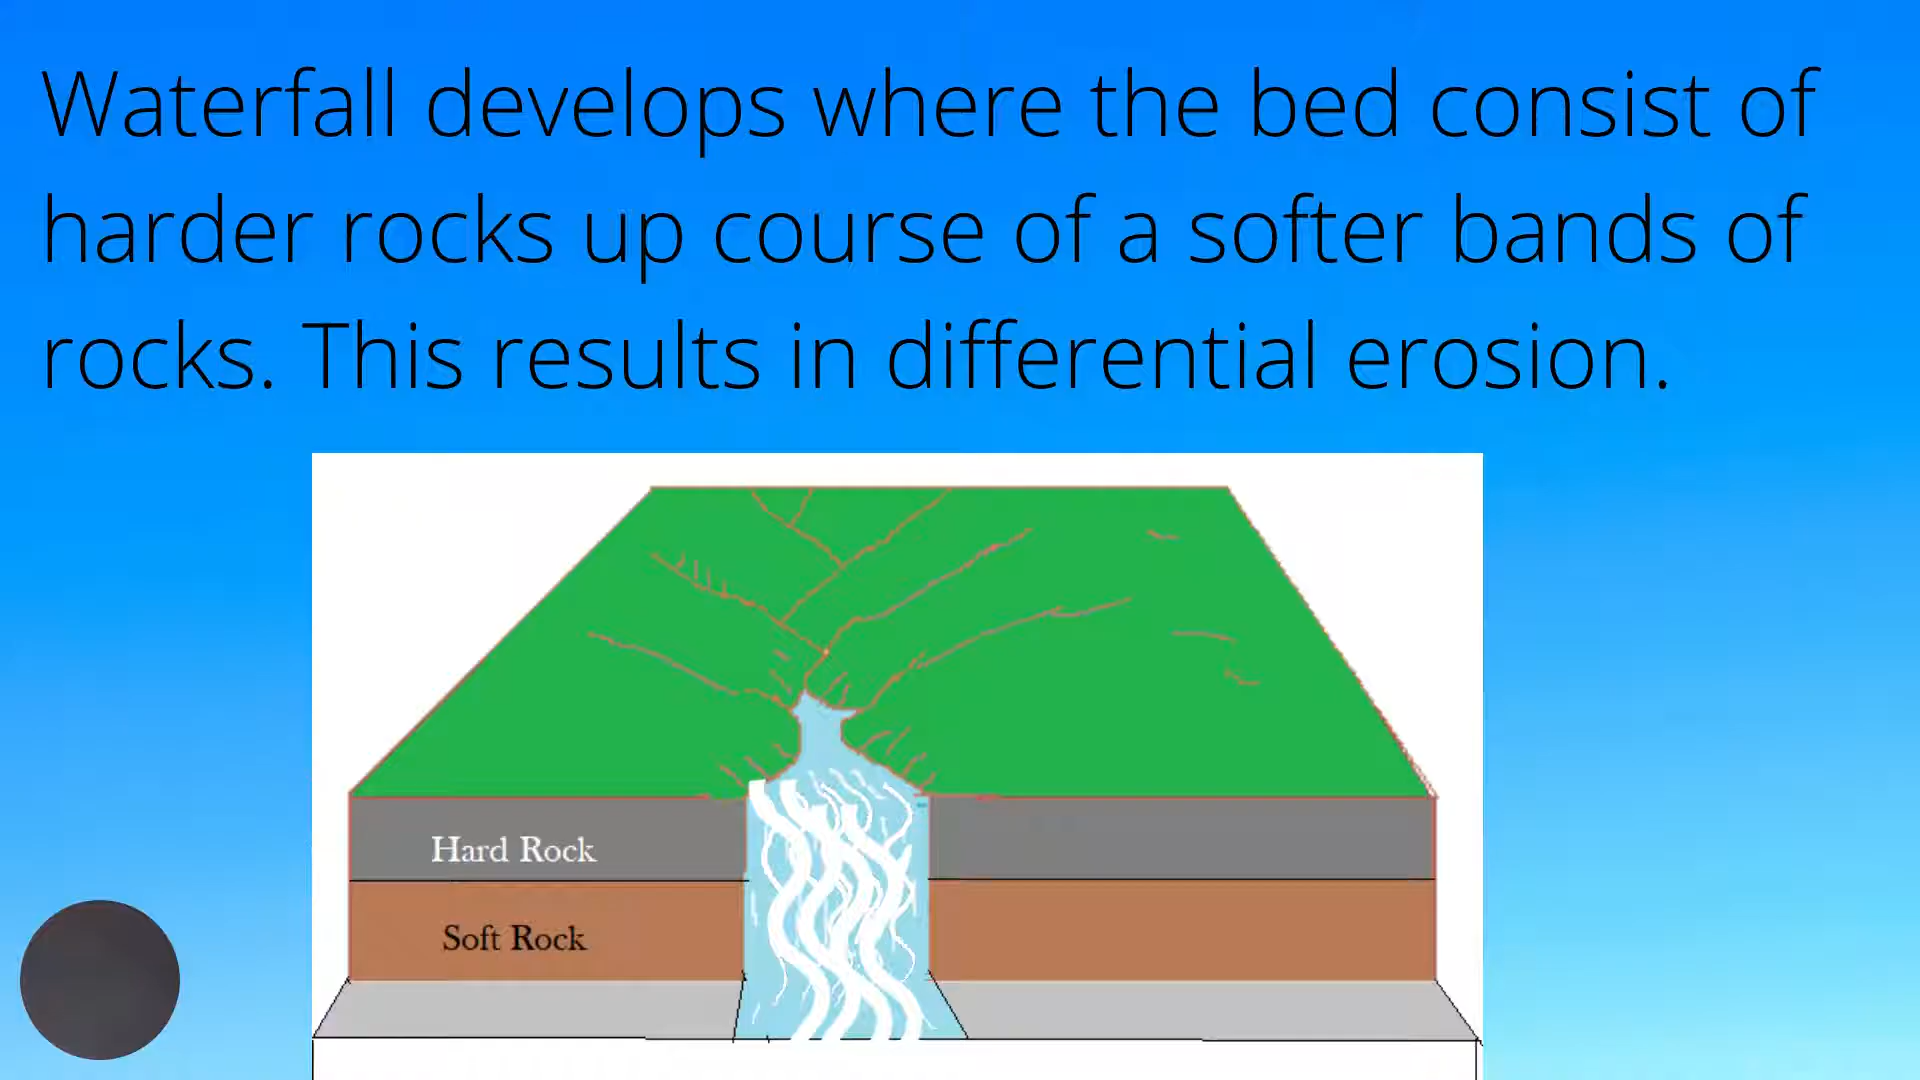 Waterfall develops where the bed consist of
harder rocks up course of a softer bands of
rocks. This results in differential erosion.
Hard Rock
Soft Rock